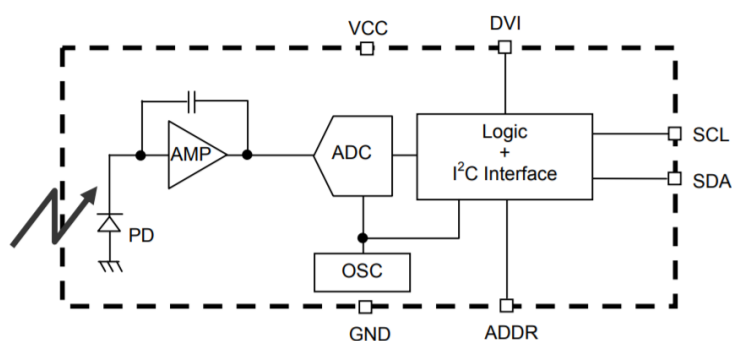 VCC
DVI
AMP
ADC
Logic
+
I²C Interface
SCL
SDA
PD
OSC
GND
ADDR